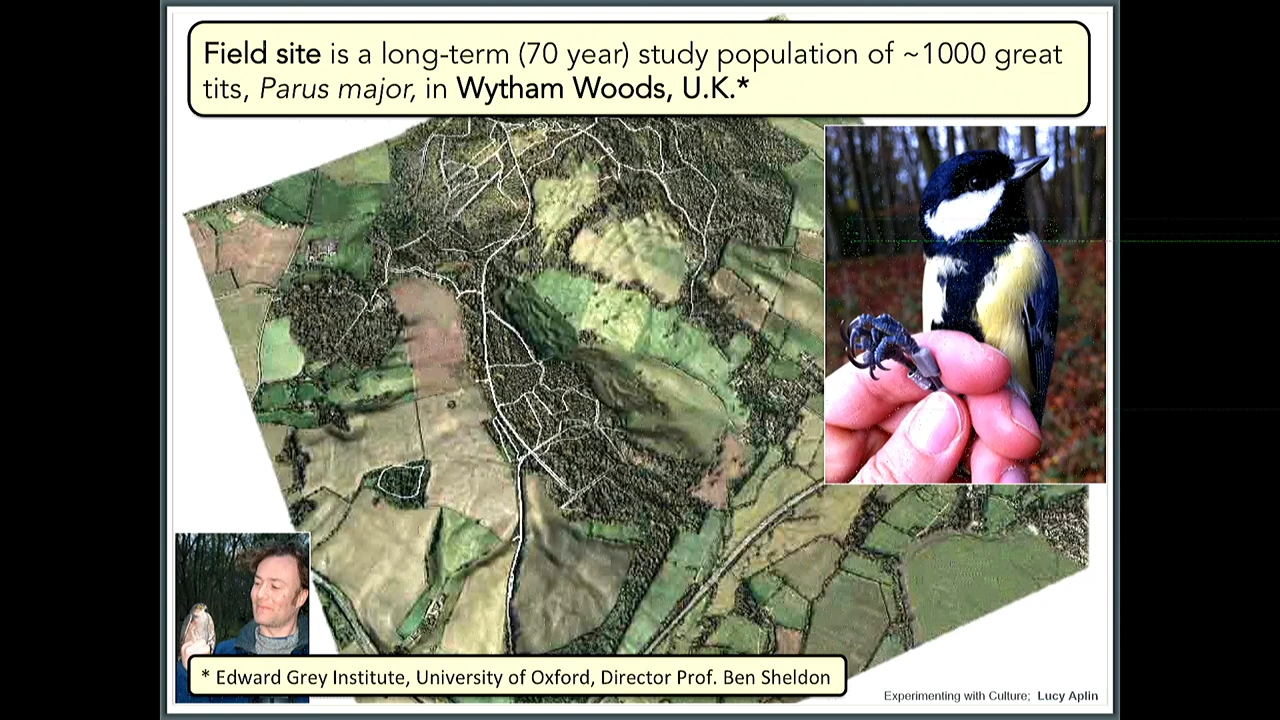 Field site is a long-term (70 year) study population of ~1000 great
tits, Parus major, in Wytham Woods, U.K.*
* Edward Grey Institute, University of Oxford, Director Prof. Ben Sheldon
Experimenting with Culture; Lucy Aplin